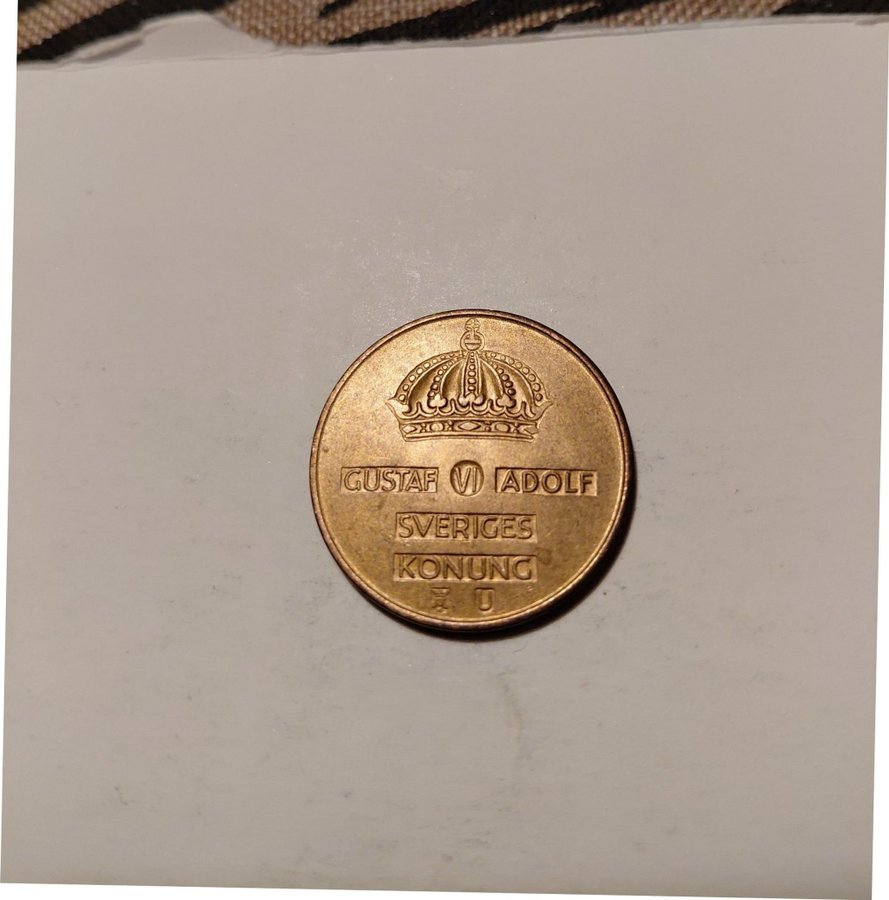 GUSTAF VI ADOLF
SVERIGES
KONUNG
U